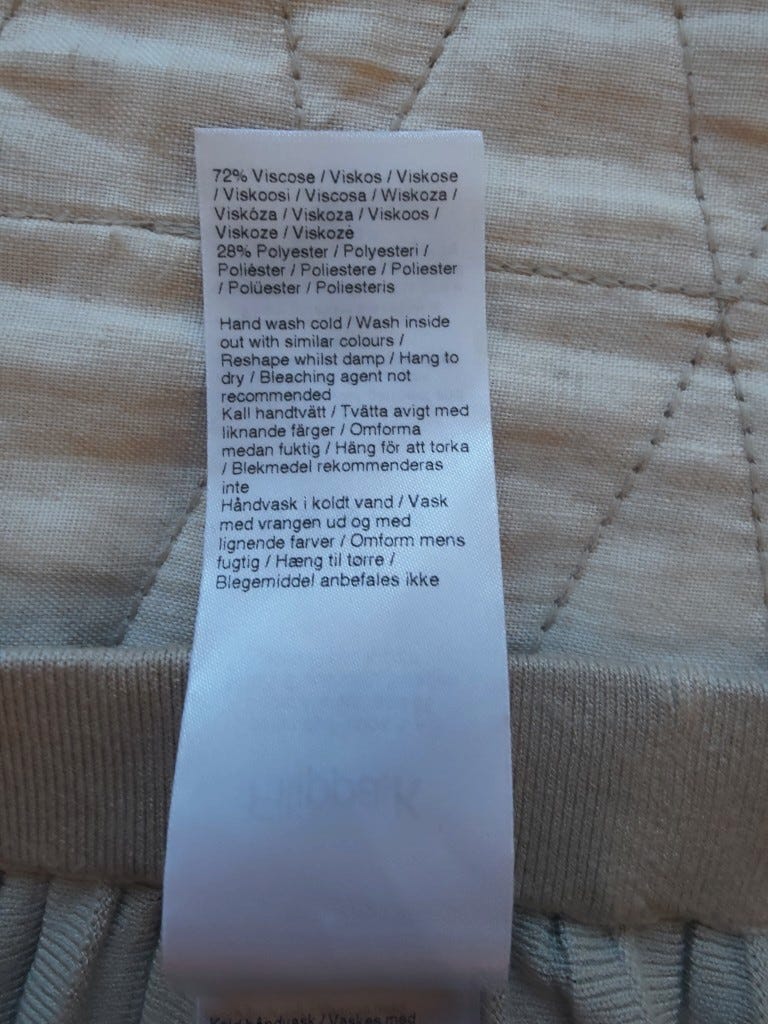 72% Viscose / Viskos / Viskose
/ Viskoosi / Viscosa / Wiskoza /
Viskóza / Viskoza / Viskoos /
Viskoze / Viskozė
28% Polyester / Polyesteri /
Poliéster / Poliestere / Poliester
/ Polüester / Poliesteris
Hand wash cold / Wash inside
out with similar colours /
Reshape whilst damp / Hang to
dry / Bleaching agent not
recommended
Kall handtvätt / Tvätta avigt med
liknande färger / Omforma
medan fuktig / Häng för att torka
/ Blekmedel rekommenderas
inte
Håndvask i koldt vand / Vask
med vrangen ud og med
lignende farver / Omform mens
fugtig / Hæng til tørre /
Blegemiddel anbefales ikke
Kald håndvask / Vaskes med